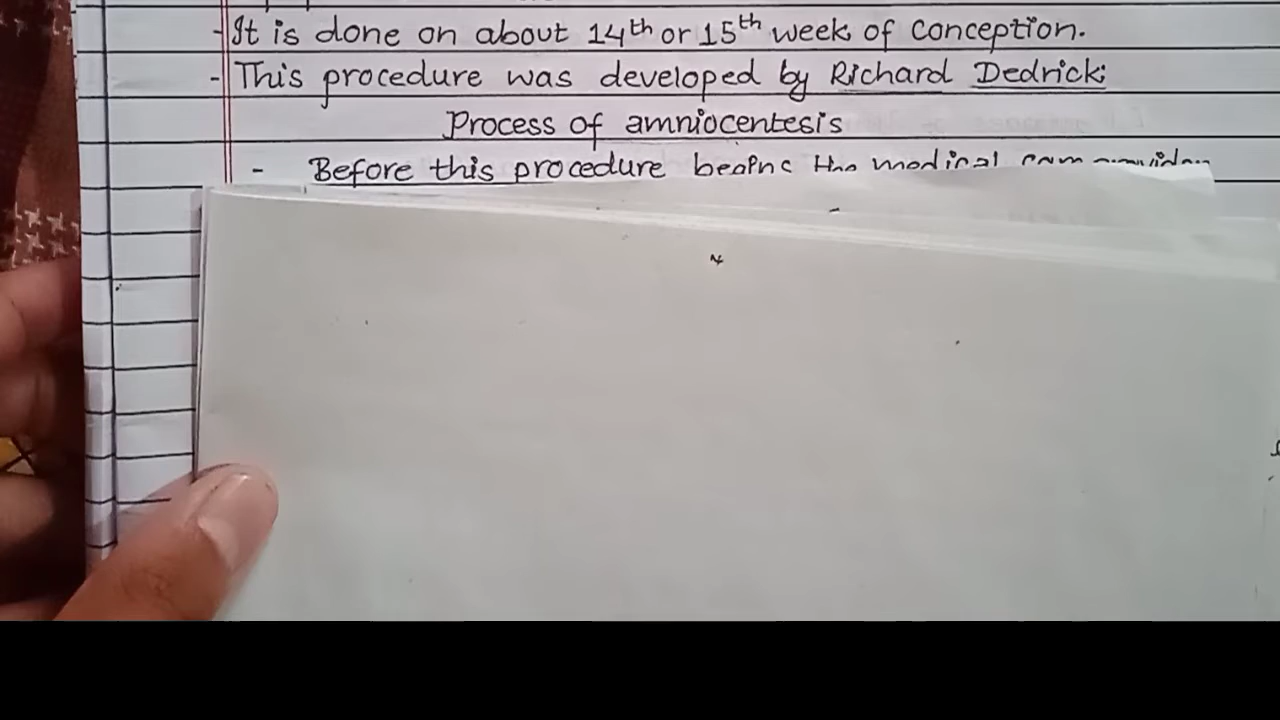 - It is done on about 14th or 15th week of conception.
- This procedure was developed by Richard Dedrick:
Process of amniocentesis
- Before this procedure begins the medical